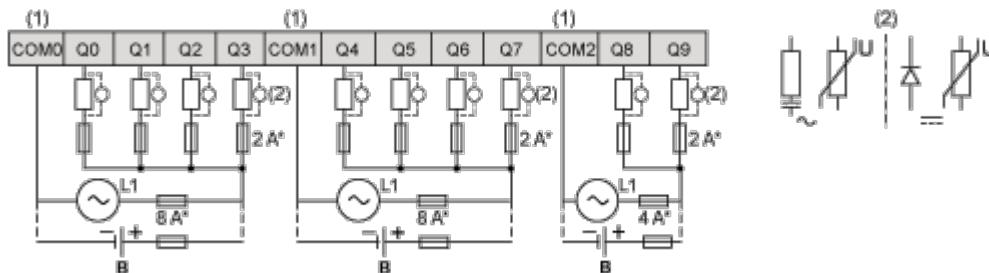 (1) (1) (1) (2)
COM0 Q0 Q1 Q2 Q3 COM1 Q4 Q5 Q6 Q7 COM2 Q8 Q9
U U
(2) (2) (2)
2 A* 2 A* 2 A*
L1 L1 L1
8 A* 8 A* 4 A*
− + − + − +
B B B